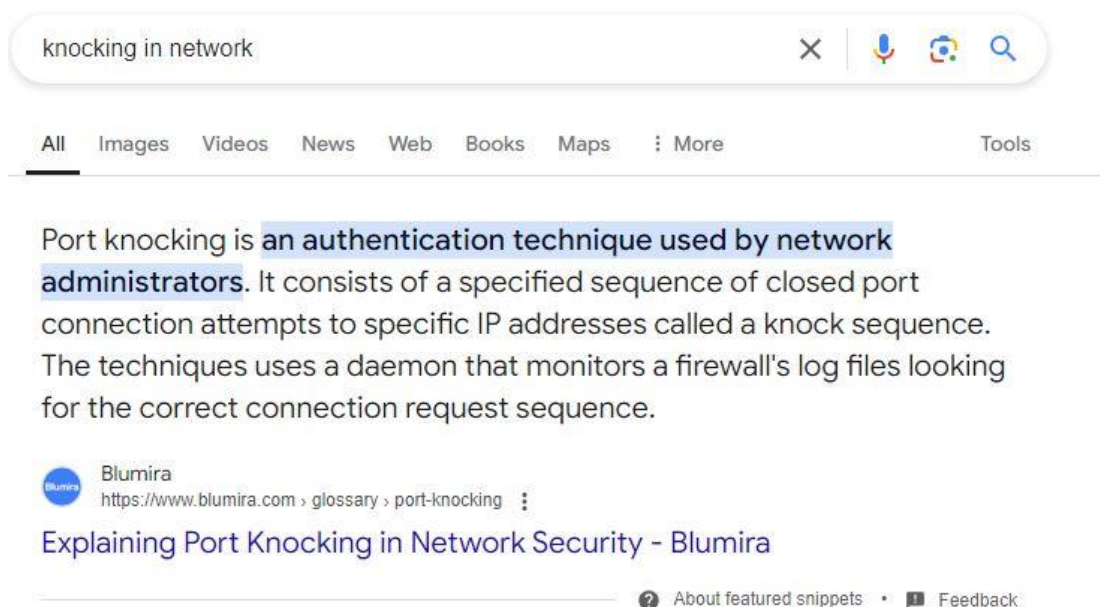 knocking in network
All Images Videos News Web Books Maps More Tools
Port knocking is an authentication technique used by network
administrators. It consists of a specified sequence of closed port
connection attempts to specific IP addresses called a knock sequence.
The techniques uses a daemon that monitors a firewall's log files looking
for the correct connection request sequence.
Blumira
Blumira
https://www.blumira.com › glossary › port-knocking
Explaining Port Knocking in Network Security - Blumira
About featured snippets • Feedback